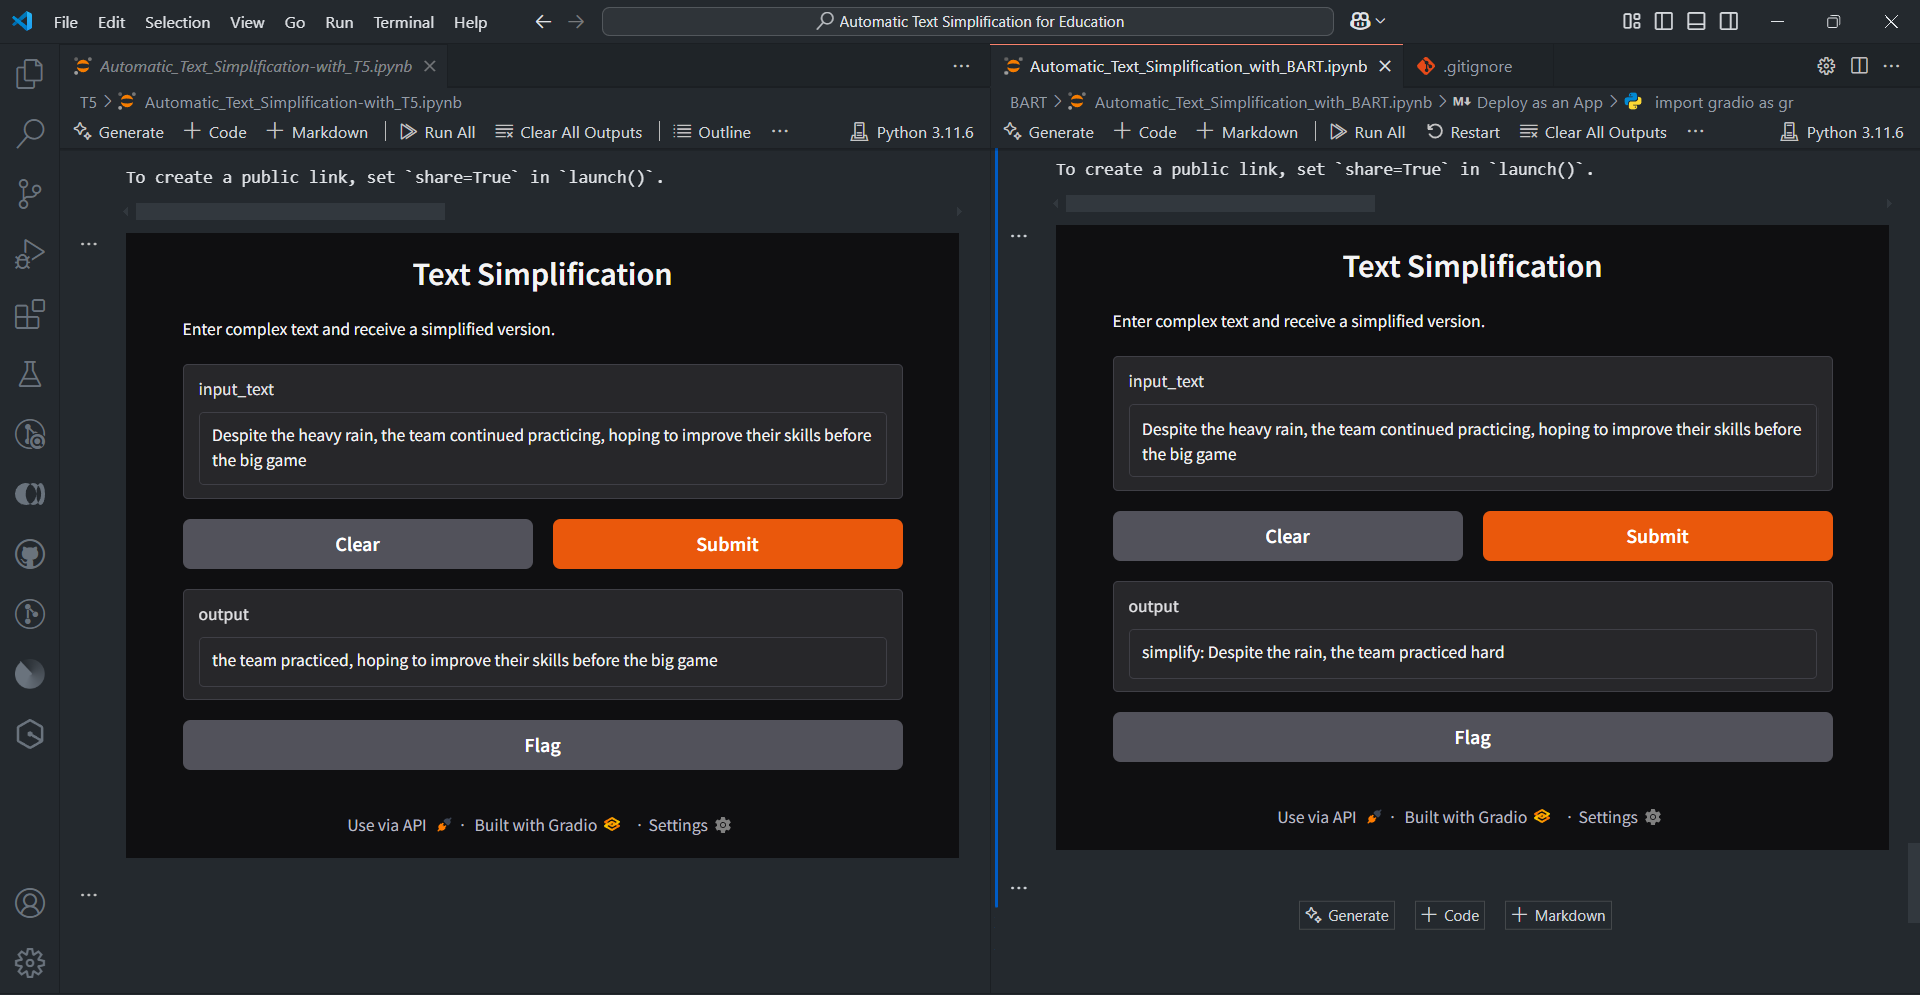 File Edit Selection View Go Run Terminal Help
Automatic Text Simplification for Education
Automatic_Text_Simplification-with_T5.ipynb
T5 > Automatic_Text_Simplification-with_T5.ipynb
Generate + Code + Markdown Run All Clear All Outputs Outline ... Python 3.11.6
To create a public link, set `share=True` in `launch()`.
Text Simplification
Enter complex text and receive a simplified version.
input_text
Despite the heavy rain, the team continued practicing, hoping to improve their skills before
the big game
Clear Submit
output
the team practiced, hoping to improve their skills before the big game
Flag
Use via API · Built with Gradio · Settings
Automatic_Text_Simplification_with_BART.ipynb .gitignore
BART > Automatic_Text_Simplification_with_BART.ipynb > M↓ Deploy as an App > import gradio as gr
Generate + Code + Markdown Run All Restart Clear All Outputs ... Python 3.11.6
To create a public link, set `share=True` in `launch()`.
Text Simplification
Enter complex text and receive a simplified version.
input_text
Despite the heavy rain, the team continued practicing, hoping to improve their skills before
the big game
Clear Submit
output
simplify: Despite the rain, the team practiced hard
Flag
Use via API · Built with Gradio · Settings
Generate + Code + Markdown